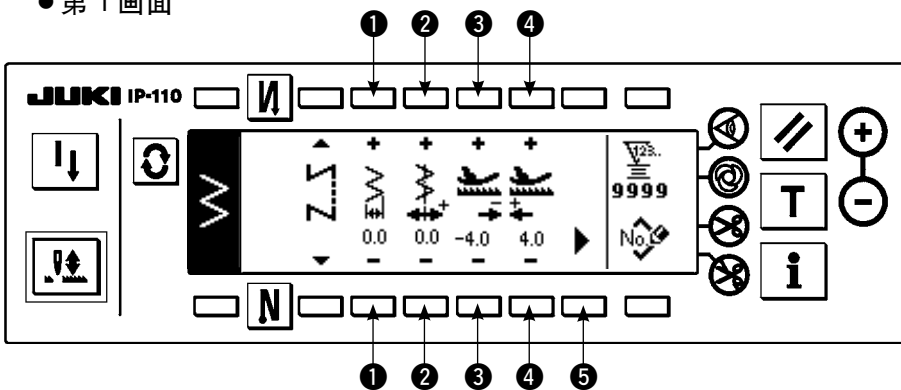 ●第1画面
❶ ❷ ❸ ❹
JUKI IP-110
+ + + +
123..
9999
- + +
0.0 0.0 -4.0 4.0
No.
- - - -
T
i
+
-
N
❶ ❷ ❸ ❹ ❺